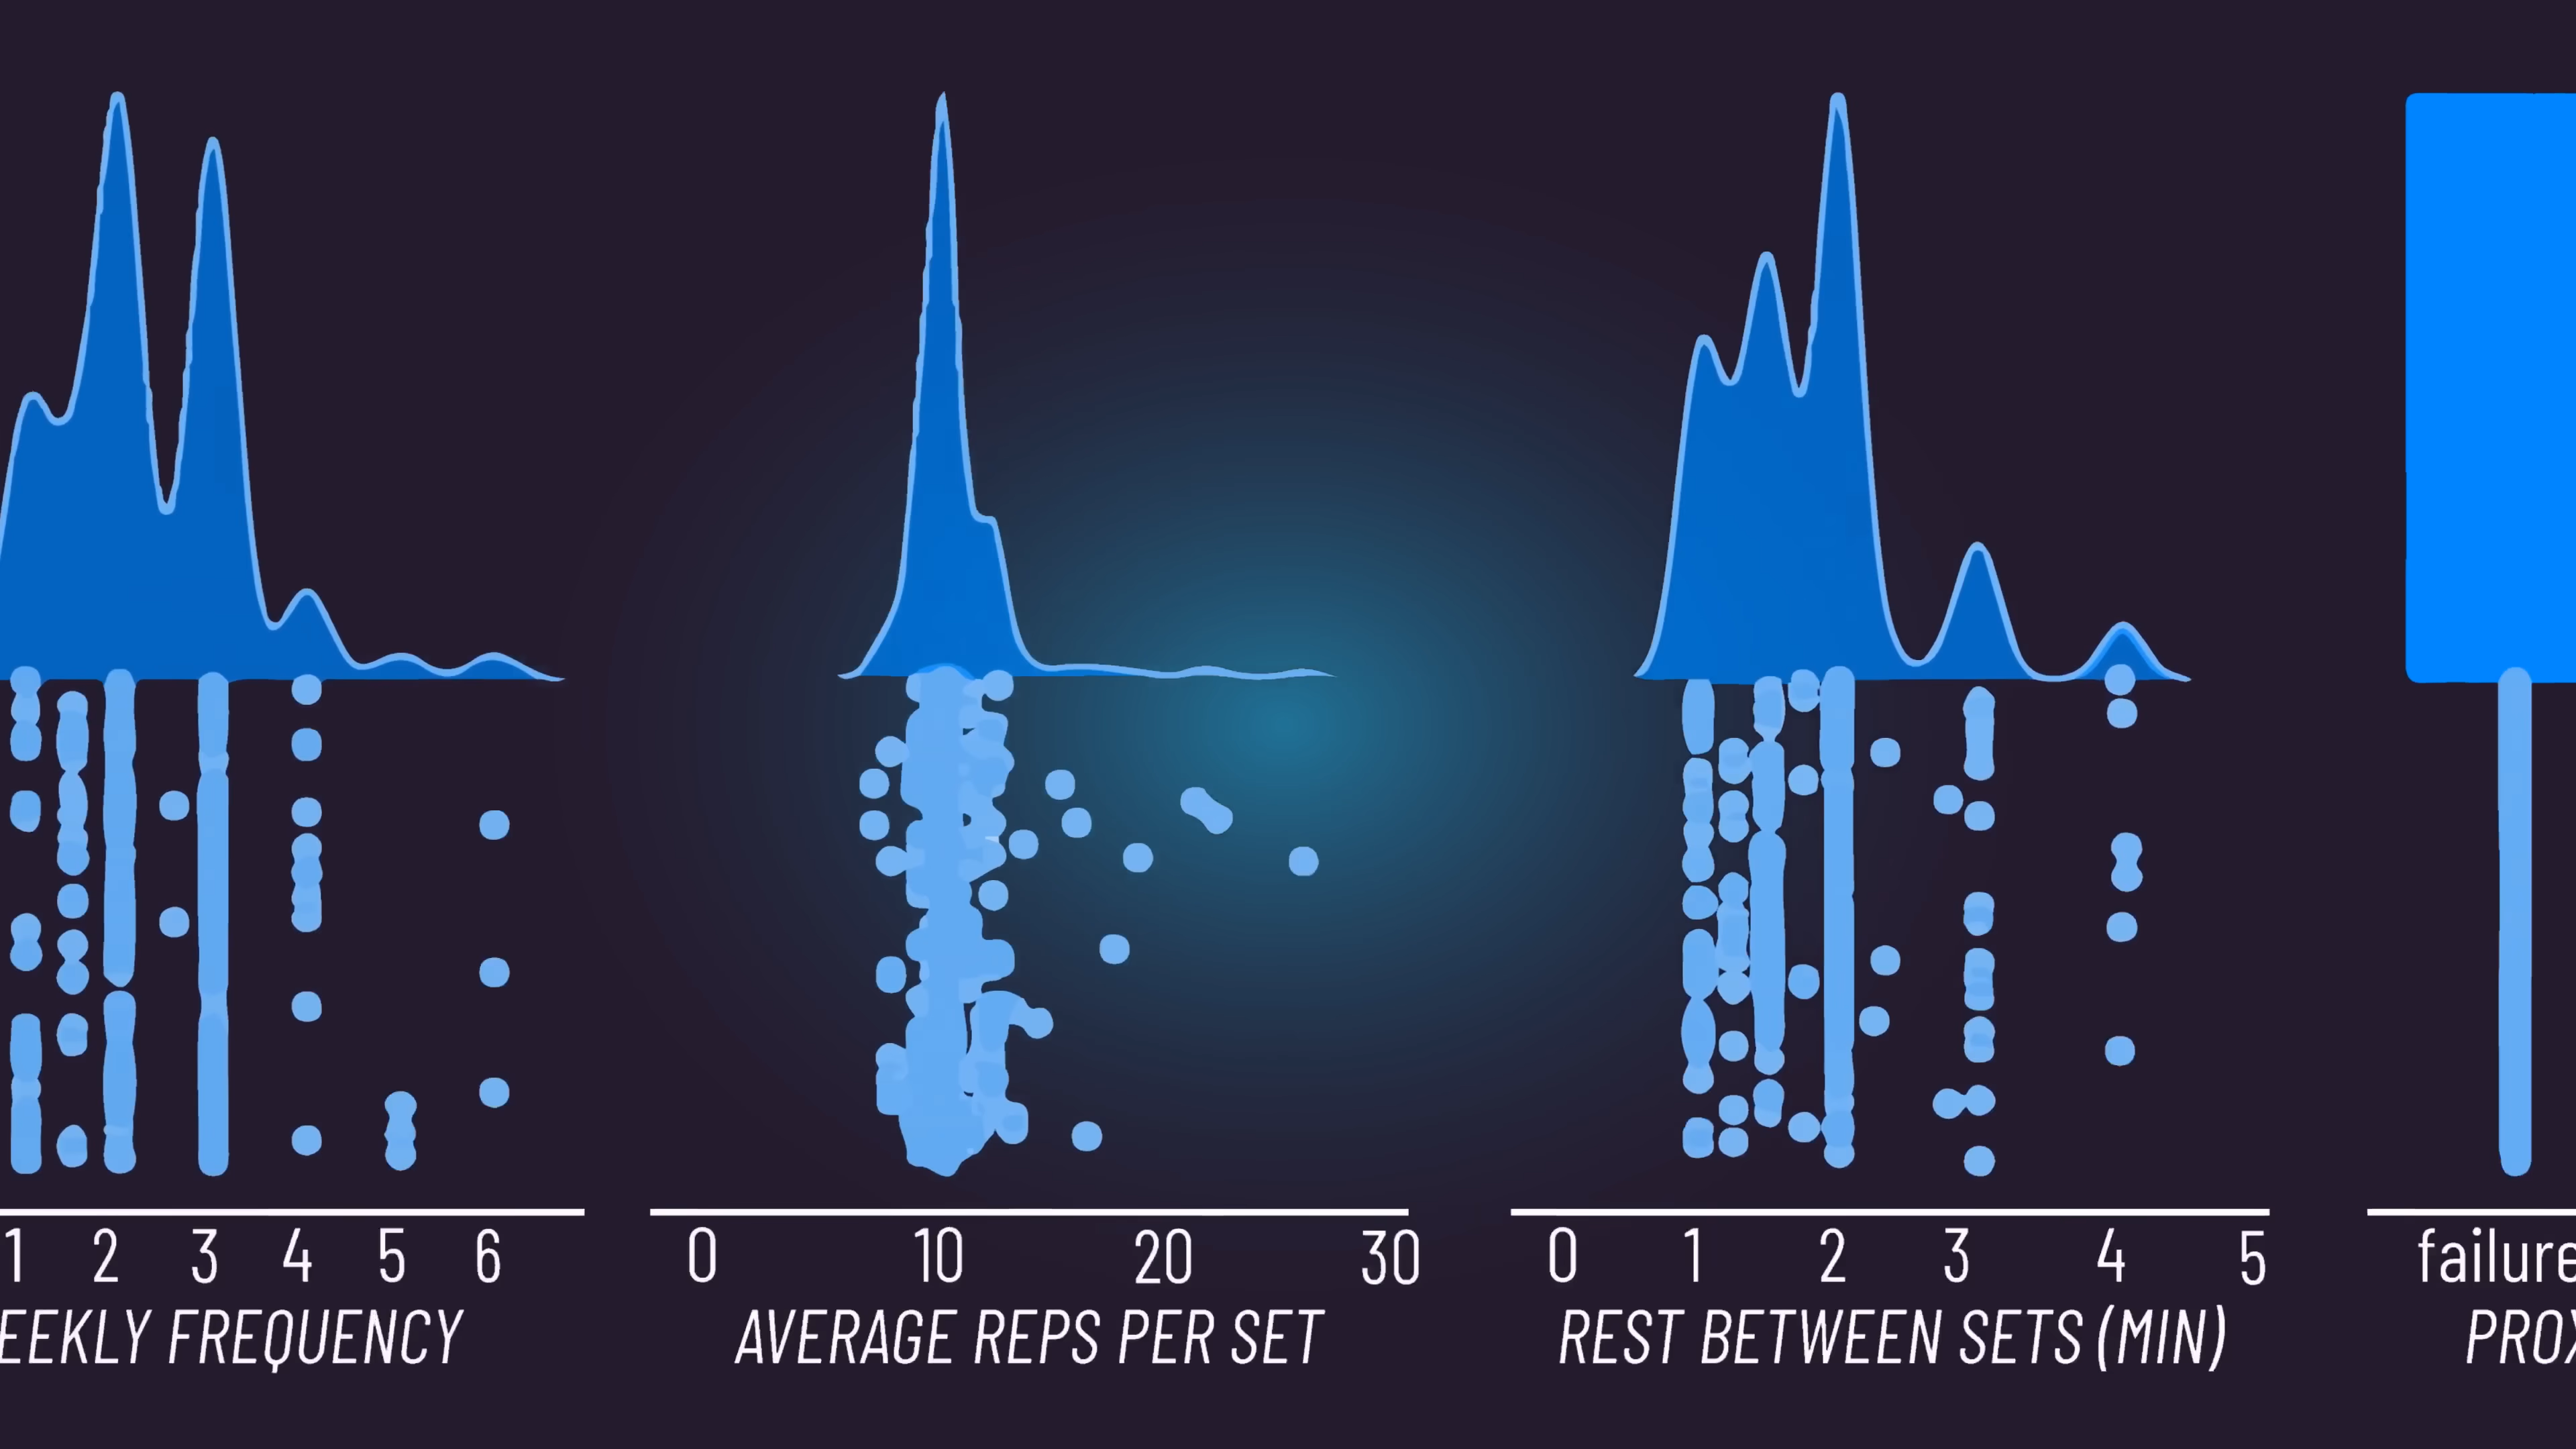 1 2 3 4 5 6
EEKLY FREQUENCY
0 10 20 30
AVERAGE REPS PER SET
0 1 2 3 4 5
REST BETWEEN SETS (MIN)
failure
PROX